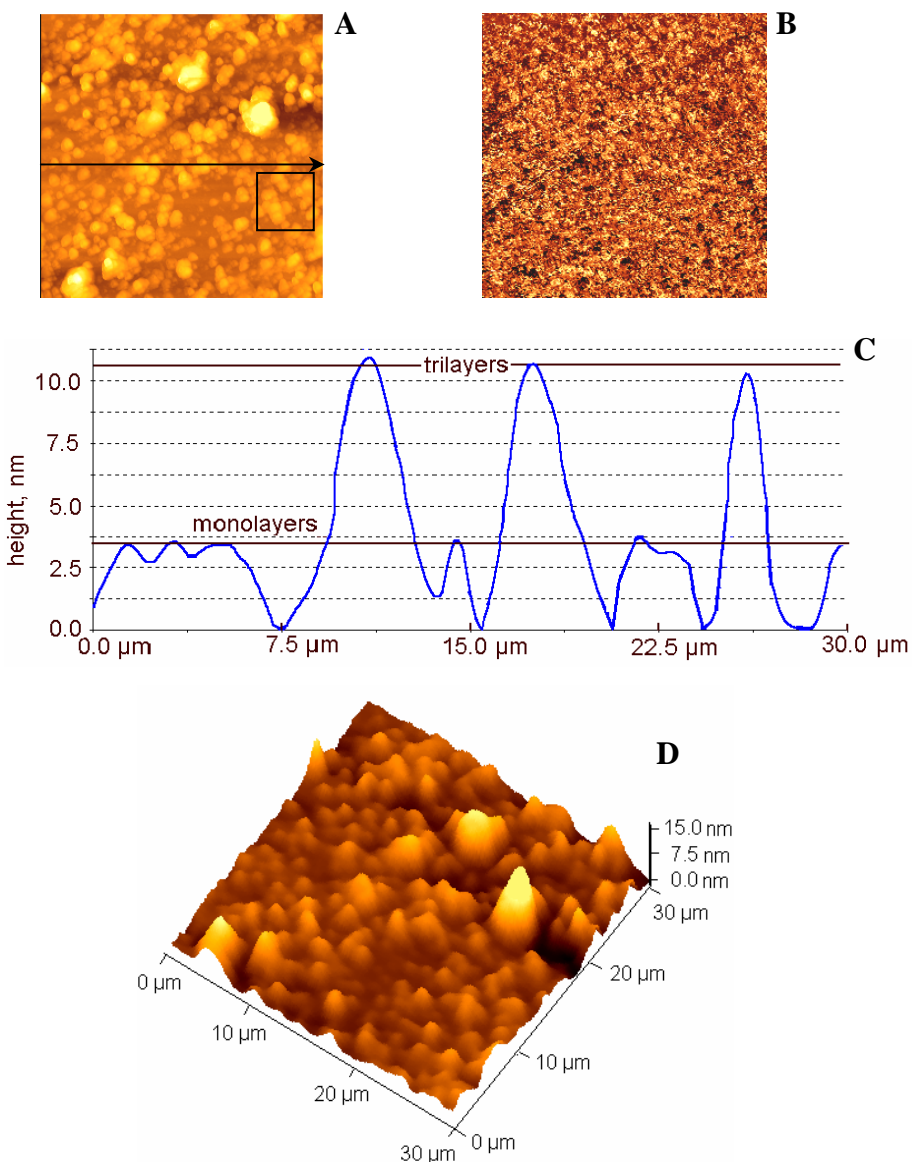 A
B
C
trilayers
10.0
7.5
monolayers
5.0
2.5
0.0
height, nm
0.0 µm 7.5 µm 15.0 µm 22.5 µm 30.0 µm
D
15.0 nm
7.5 nm
0.0 nm
30 µm
20 µm
10 µm
0 µm
0 µm
10 µm
20 µm
30 µm